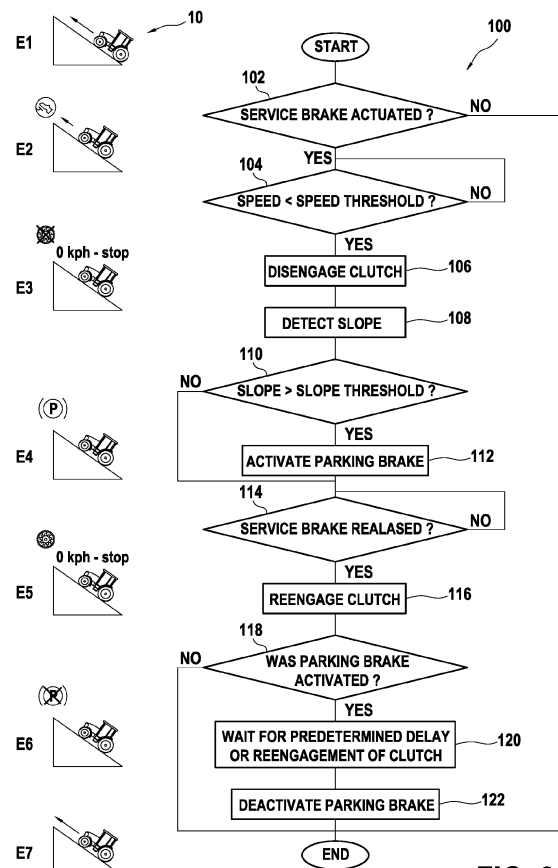 E1
10
START
100
102
SERVICE BRAKE ACTUATED ?
NO
E2
YES
104
SPEED < SPEED THRESHOLD ?
NO
YES
0 kph - stop
E3
DISENGAGE CLUTCH
106
DETECT SLOPE
108
110
NO
SLOPE > SLOPE THRESHOLD ?
YES
(P)
E4
ACTIVATE PARKING BRAKE
112
114
SERVICE BRAKE REALASED ?
NO
YES
0 kph - stop
E5
REENGAGE CLUTCH
116
118
NO
WAS PARKING BRAKE
ACTIVATED ?
YES
(P)
E6
WAIT FOR PREDETERMINED DELAY
OR REENGAGEMENT OF CLUTCH
120
DEACTIVATE PARKING BRAKE
122
E7
END